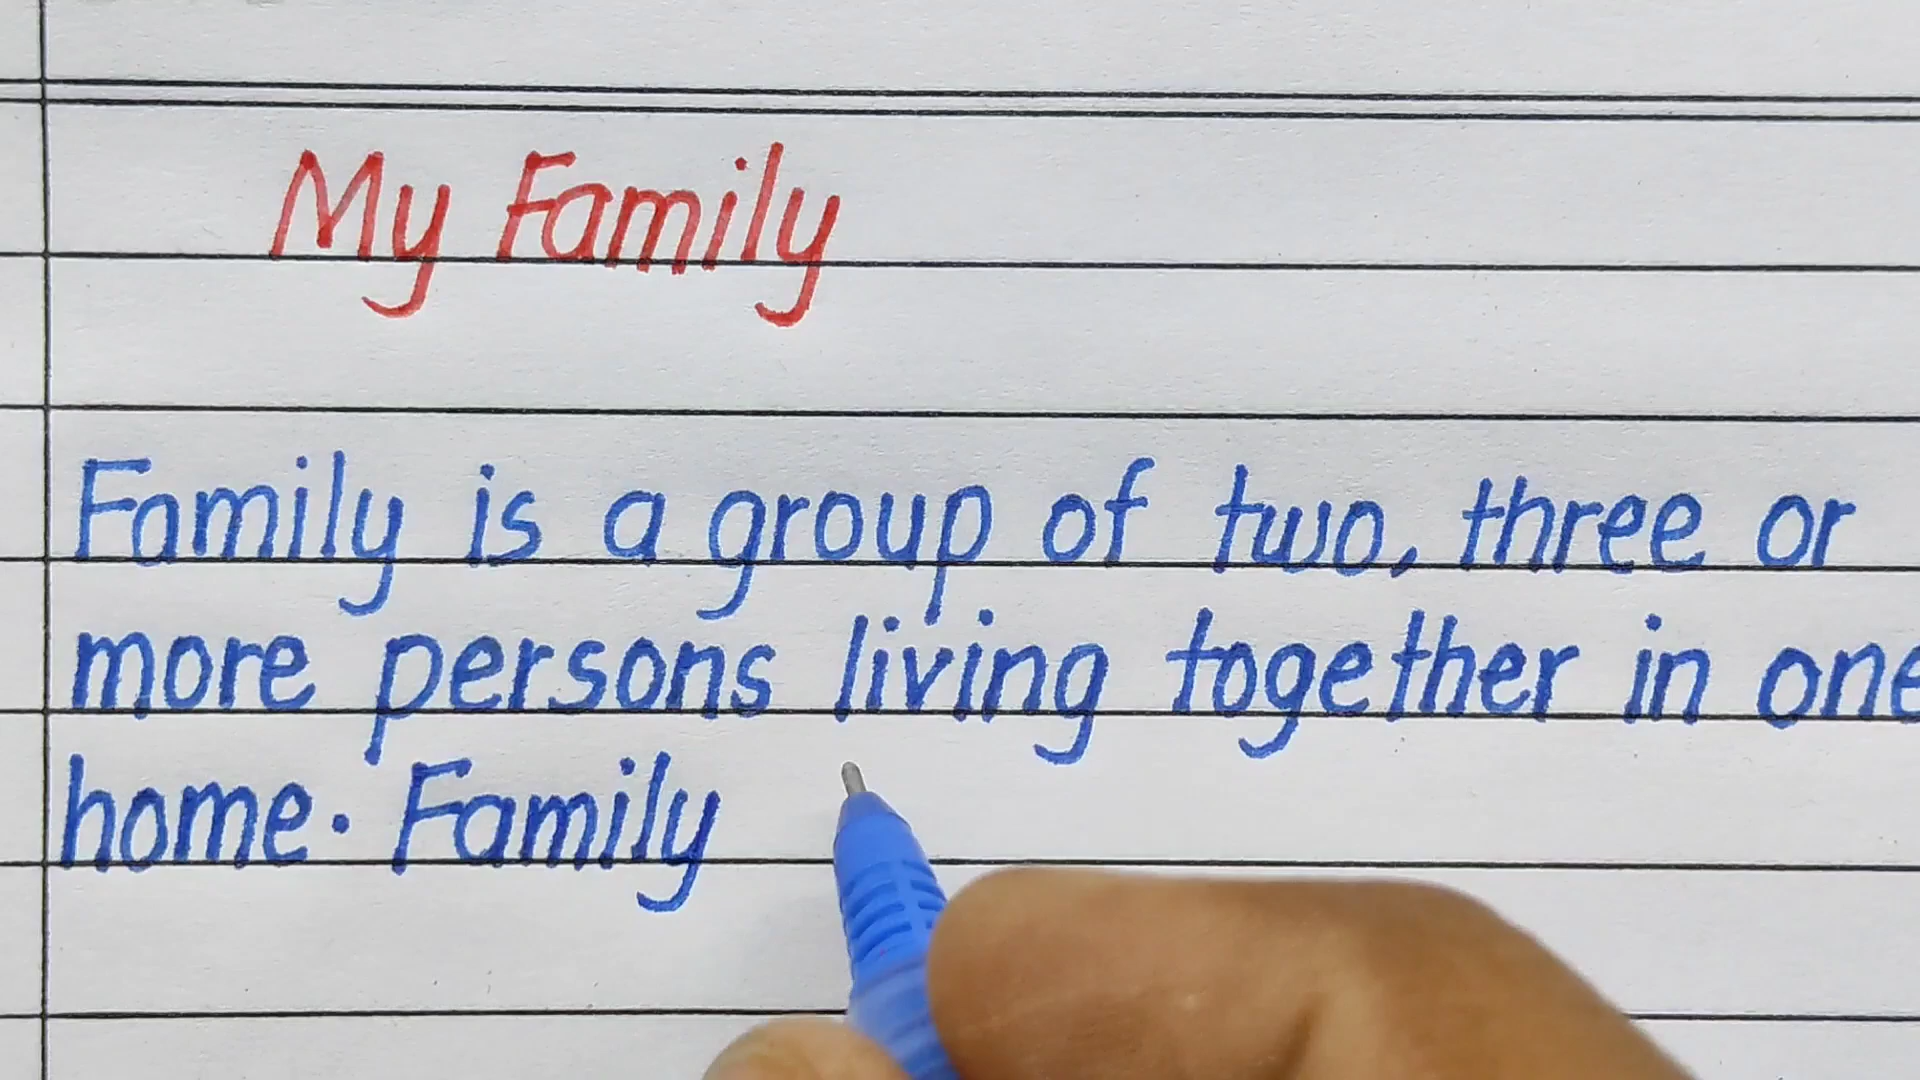 My Family
Family is a group of two, three or
more persons living together in one
home. Family